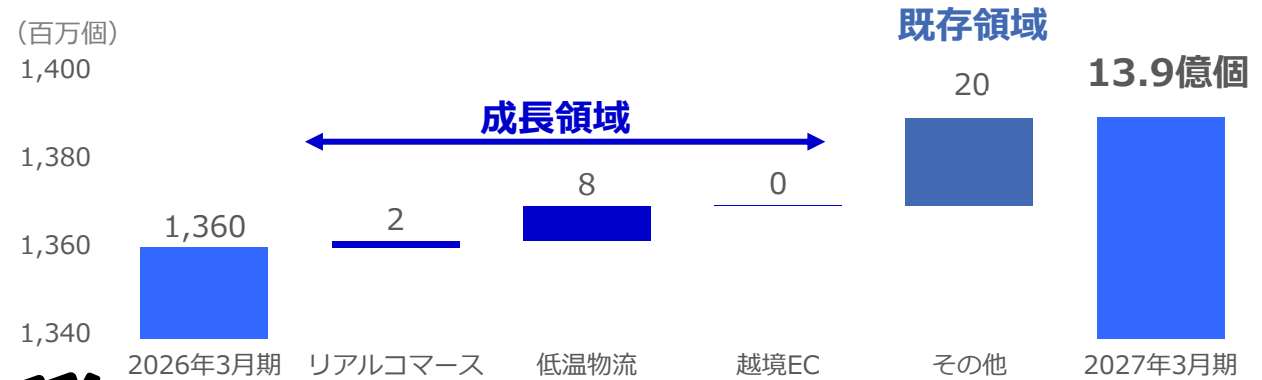 （百万個）
既存領域
1,400
20
13.9億個
成長領域
1,380
8
0
1,360
2
1,360
1,340
2026年3月期
リアルコマース
低温物流
越境EC
その他
2027年3月期